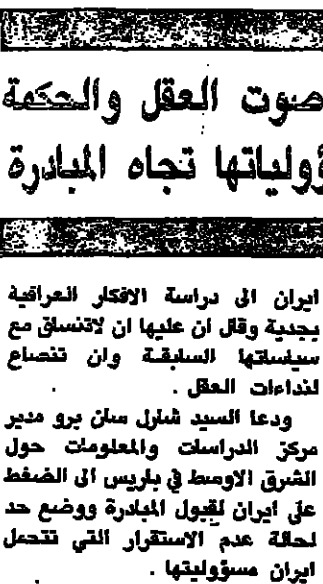 صوت العقل والحكمة
ؤولياتها تجاه المبادرة
ايران الى دراسة الافكار العراقية
بجدية وقال ان عليها ان لاتنساق مع
سياساتها السابقة وان تنصاع
لنداءات العقل .
ودعا السيد شارل سان برو مدير
مركز الدراسات والمعلومات حول
الشرق الاوسط في باريس الى الضغط
على ايران لقبول المبادرة ووضع حد
لحالة عدم الاستقرار التي تتحمل
ايران مسؤوليتها .